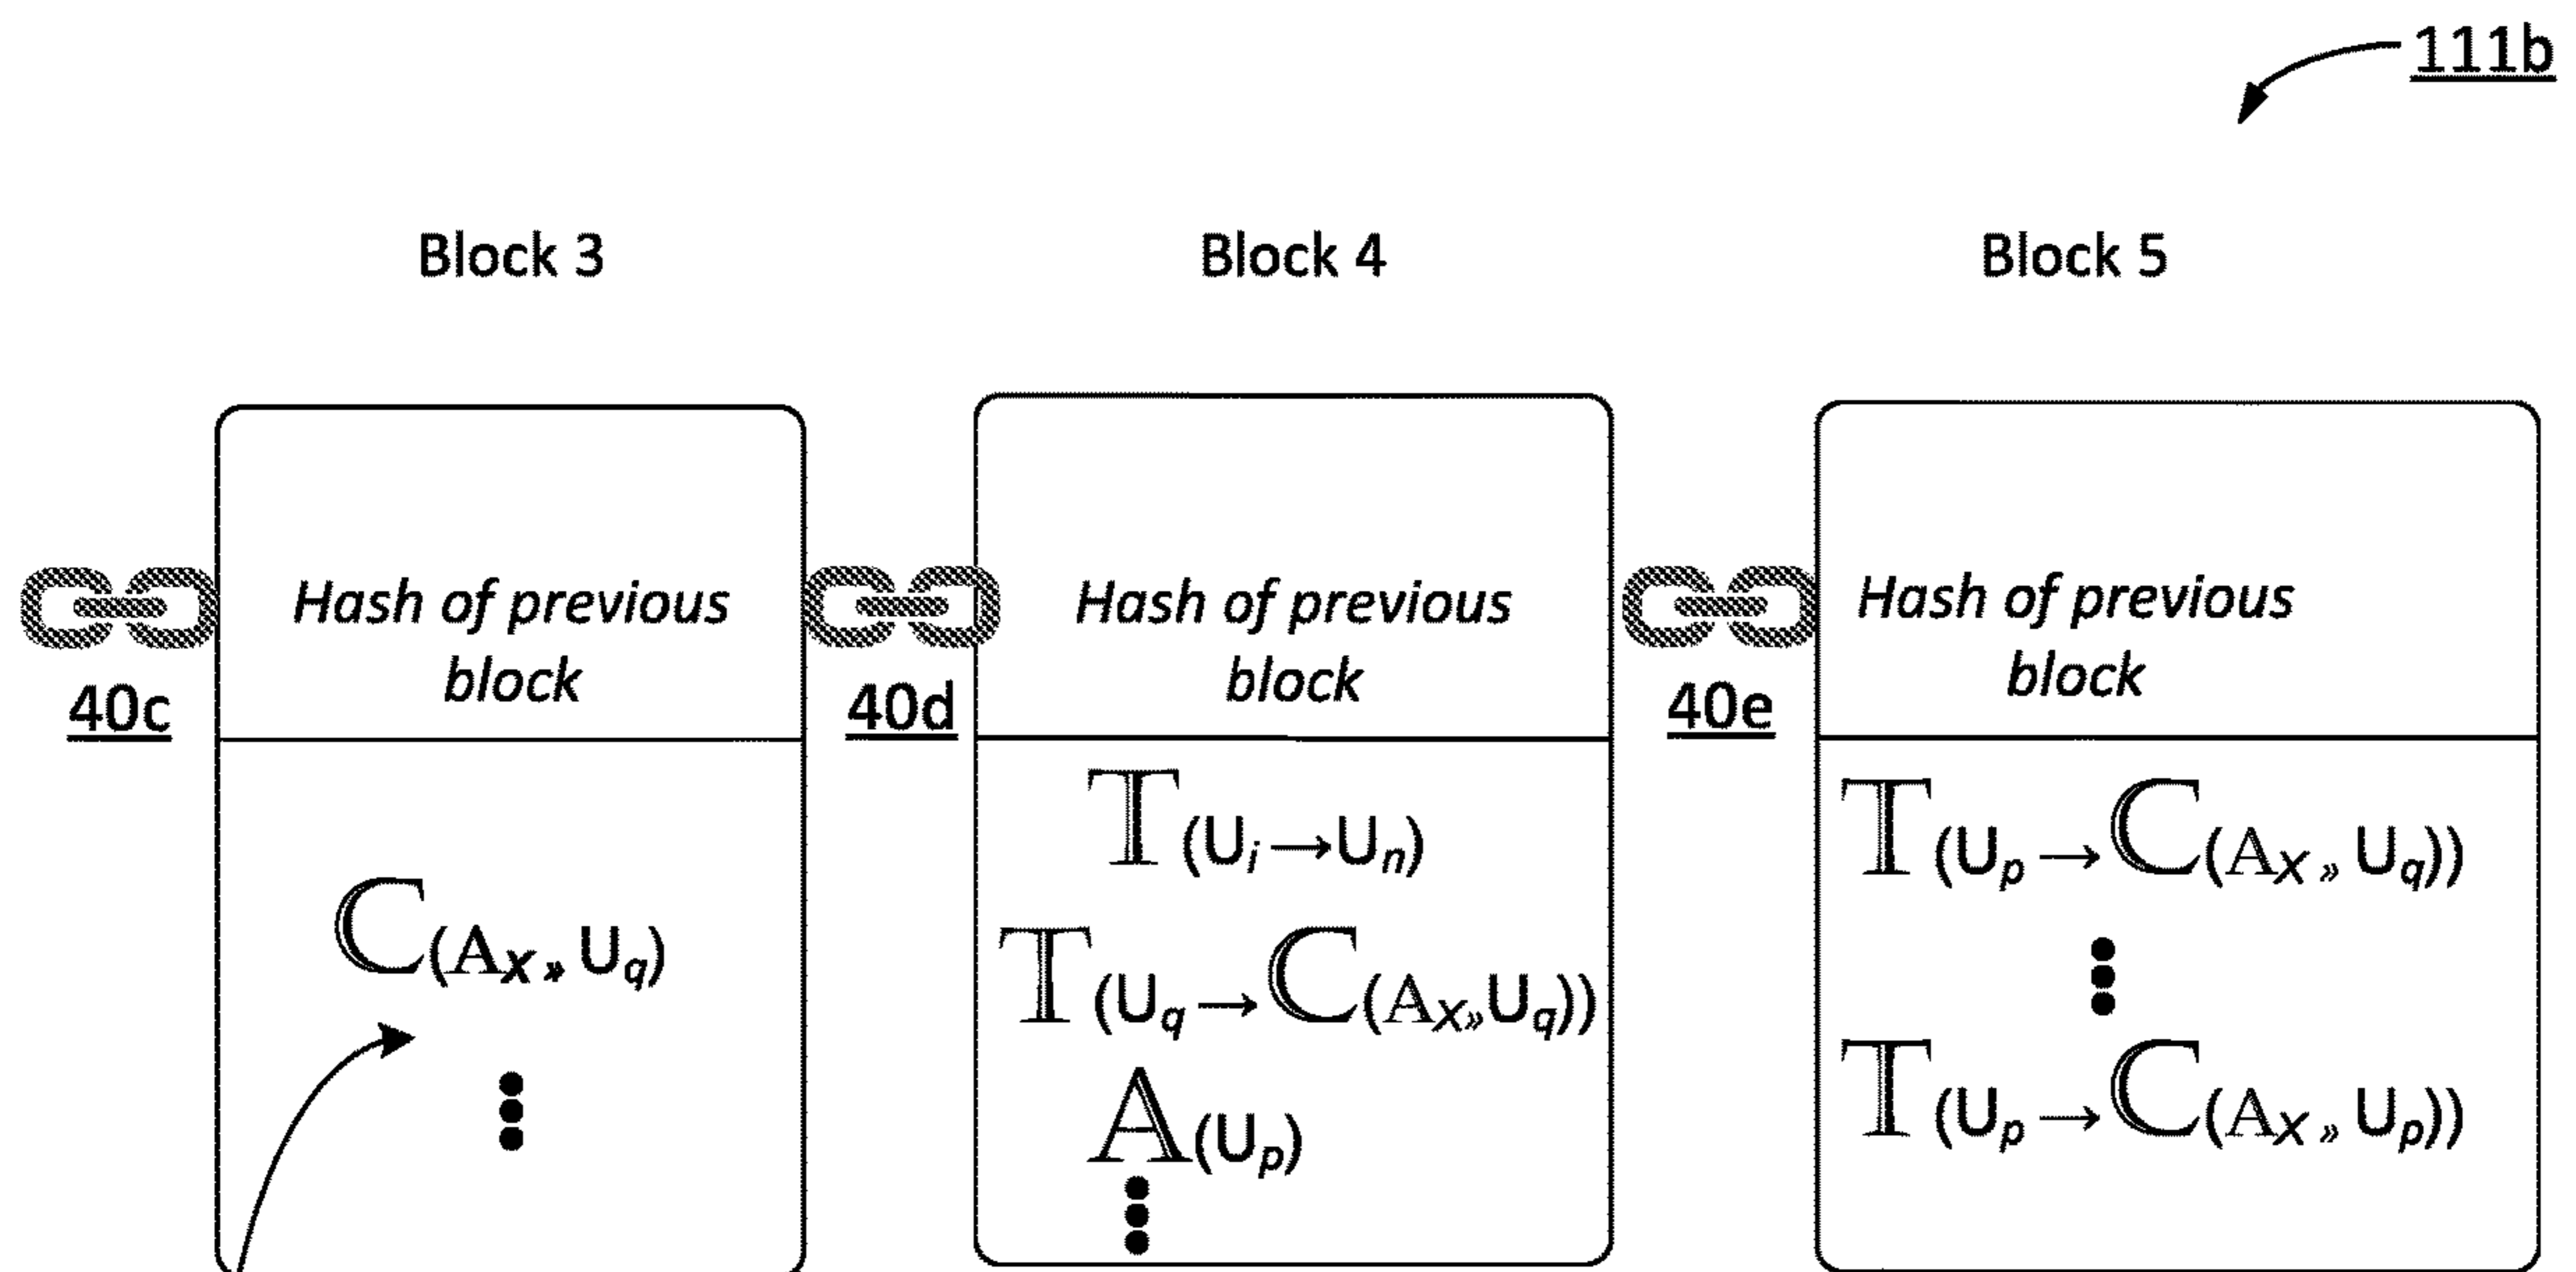 111b
Block 3
Block 4
Block 5
Hash of previous
block
40c
ℂ(𝔸X » Uq)
Hash of previous
block
40d
𝕋(Ui→Un)
𝕋(Uq→ℂ(𝔸X»Uq))
𝔸(Up)
Hash of previous
block
40e
𝕋(Up→ℂ(𝔸X » Uq))
𝕋(Up→ℂ(𝔸X » Up))